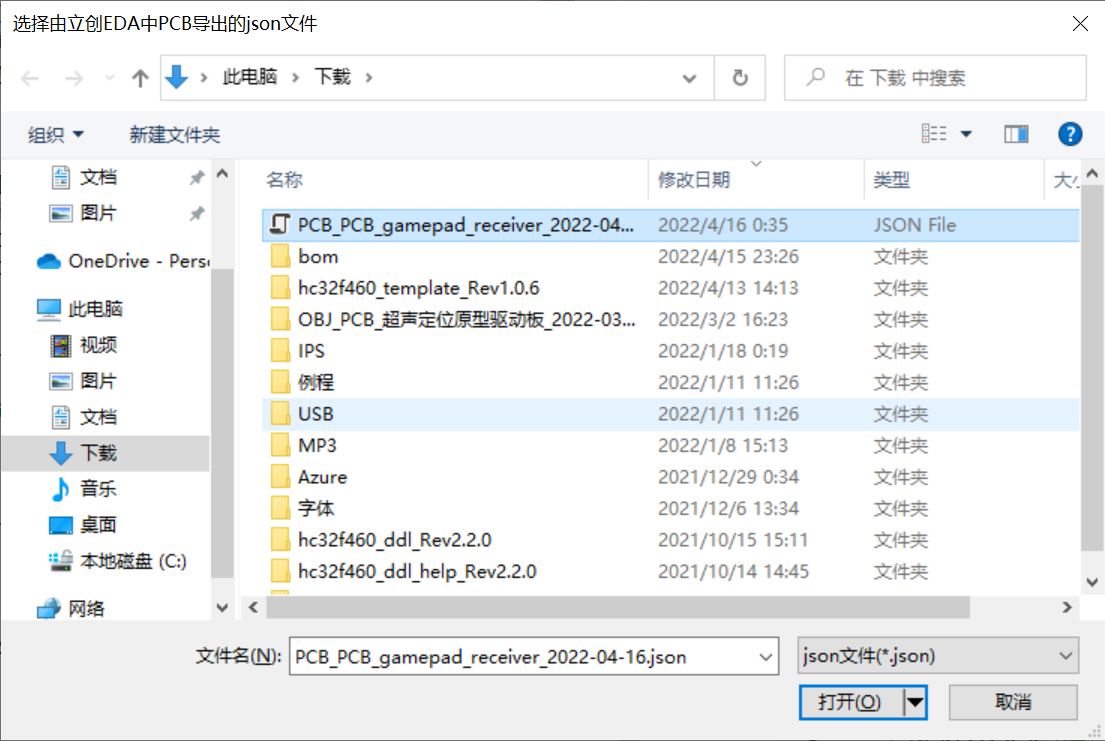 选择由立创EDA中PCB导出的json文件
此电脑 下载
在 下载 中搜索
组织 新建文件夹
文档
图片
OneDrive - Pers
此电脑
视频
图片
文档
下载
音乐
桌面
本地磁盘 (C:)
网络
名称 修改日期 类型 大小
PCB_PCB_gamepad_receiver_2022-04... 2022/4/16 0:35 JSON File
bom 2022/4/15 23:26 文件夹
hc32f460_template_Rev1.0.6 2022/4/13 14:13 文件夹
OBJ_PCB_超声定位原型驱动板_2022-03... 2022/3/2 16:23 文件夹
IPS 2022/1/18 0:19 文件夹
例程 2022/1/11 11:26 文件夹
USB 2022/1/11 11:26 文件夹
MP3 2022/1/8 15:13 文件夹
Azure 2021/12/29 0:34 文件夹
字体 2021/12/6 13:34 文件夹
hc32f460_ddl_Rev2.2.0 2021/10/15 15:11 文件夹
hc32f460_ddl_help_Rev2.2.0 2021/10/14 14:45 文件夹
文件名(N): PCB_PCB_gamepad_receiver_2022-04-16.json json文件(*.json)
打开(O) 取消